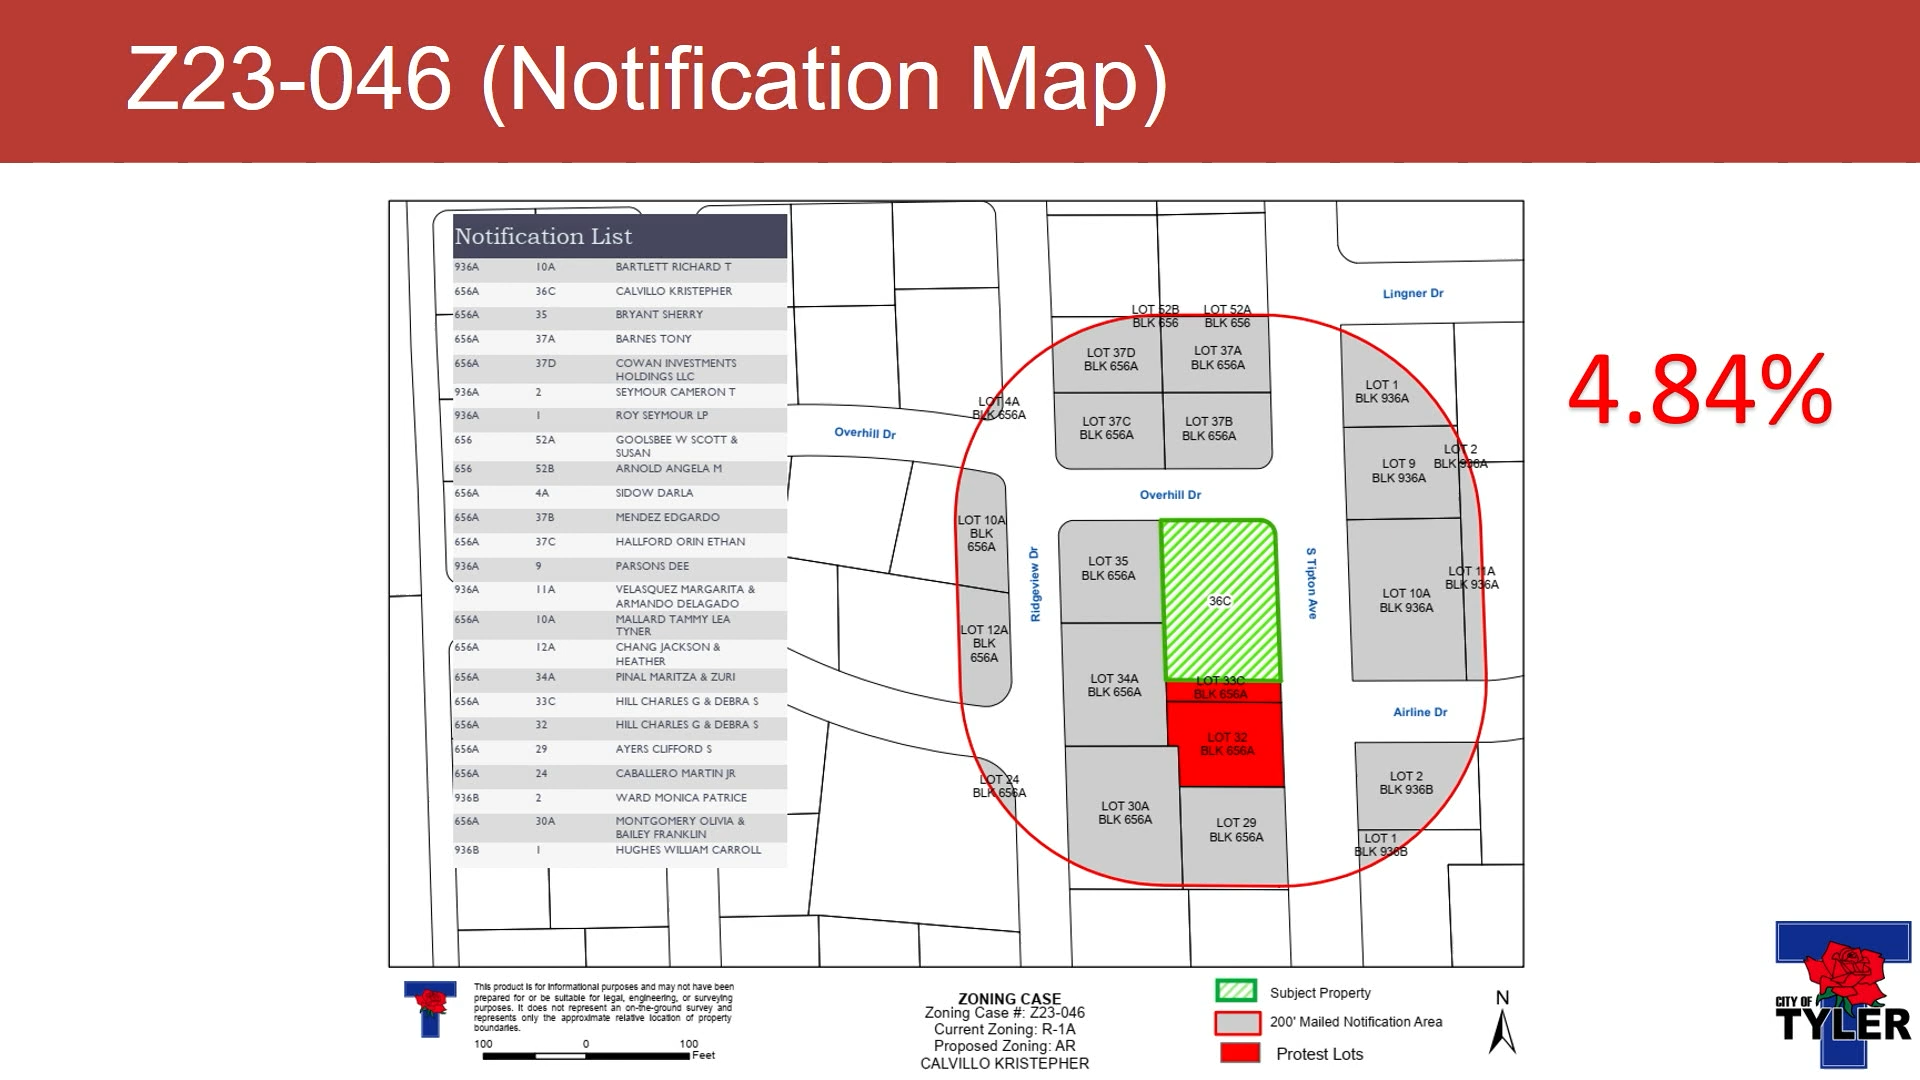 Z23-046 (Notification Map)
Notification List
936A 10A BARTLETT RICHARD T
656A 36C CALVILLO KRISTEPHER
656A 35 BRYANT SHERRY
656A 37A BARNES TONY
656A 37D COWAN INVESTMENTS
HOLDINGS LLC
936A 2 SEYMOUR CAMERON T
936A 1 ROY SEYMOUR LP
656 52A GOOLSBEE W SCOTT &
SUSAN
656 52B ARNOLD ANGELA M
656A 4A SIDOW DARLA
656A 37B MENDEZ EDGARDO
656A 37C HALLFORD ORIN ETHAN
936A 9 PARSONS DEE
936A 11A VELASQUEZ MARGARITA &
ARMANDO DELAGADO
656A 10A MALLARD TAMMY LEA
TYNER
656A 12A CHANG JACKSON &
HEATHER
656A 34A PINAL MARITZA & ZURI
656A 33C HILL CHARLES G & DEBRA S
656A 32 HILL CHARLES G & DEBRA S
656A 29 AYERS CLIFFORD S
656A 24 CABALLERO MARTIN JR
936B 2 WARD MONICA PATRICE
656A 30A MONTGOMERY OLIVIA &
BAILEY FRANKLIN
936B 1 HUGHES WILLIAM CARROLL
Lingner Dr
LOT 52B
BLK 656
LOT 52A
BLK 656
LOT 37D
BLK 656A
LOT 37A
BLK 656A
LOT 1
BLK 936A
LOT 4A
BLK 656A
Overhill Dr
LOT 37C
BLK 656A
LOT 37B
BLK 656A
LOT 9
BLK 936A
LOT 2
BLK 936A
Overhill Dr
LOT 10A
BLK
656A
Ridgeview Dr
LOT 35
BLK 656A
36C
S Tipton Ave
LOT 10A
BLK 936A
LOT 11A
BLK 936A
LOT 12A
BLK
656A
LOT 34A
BLK 656A
LOT 33C
BLK 656A
Airline Dr
LOT 32
BLK 656A
LOT 24
BLK 656A
LOT 30A
BLK 656A
LOT 29
BLK 656A
LOT 2
BLK 936B
LOT 1
BLK 936B
4.84%
This product is for informational purposes and may not have been
prepared for or be suitable for legal, engineering, or surveying
purposes. It does not represent an on-the-ground survey and
represents only the approximate relative location of property
boundaries.
100 0 100
Feet
ZONING CASE
Zoning Case #: Z23-046
Current Zoning: R-1A
Proposed Zoning: AR
CALVILLO KRISTEPHER
Subject Property
200' Mailed Notification Area
Protest Lots
N
CITY OF
TYLER